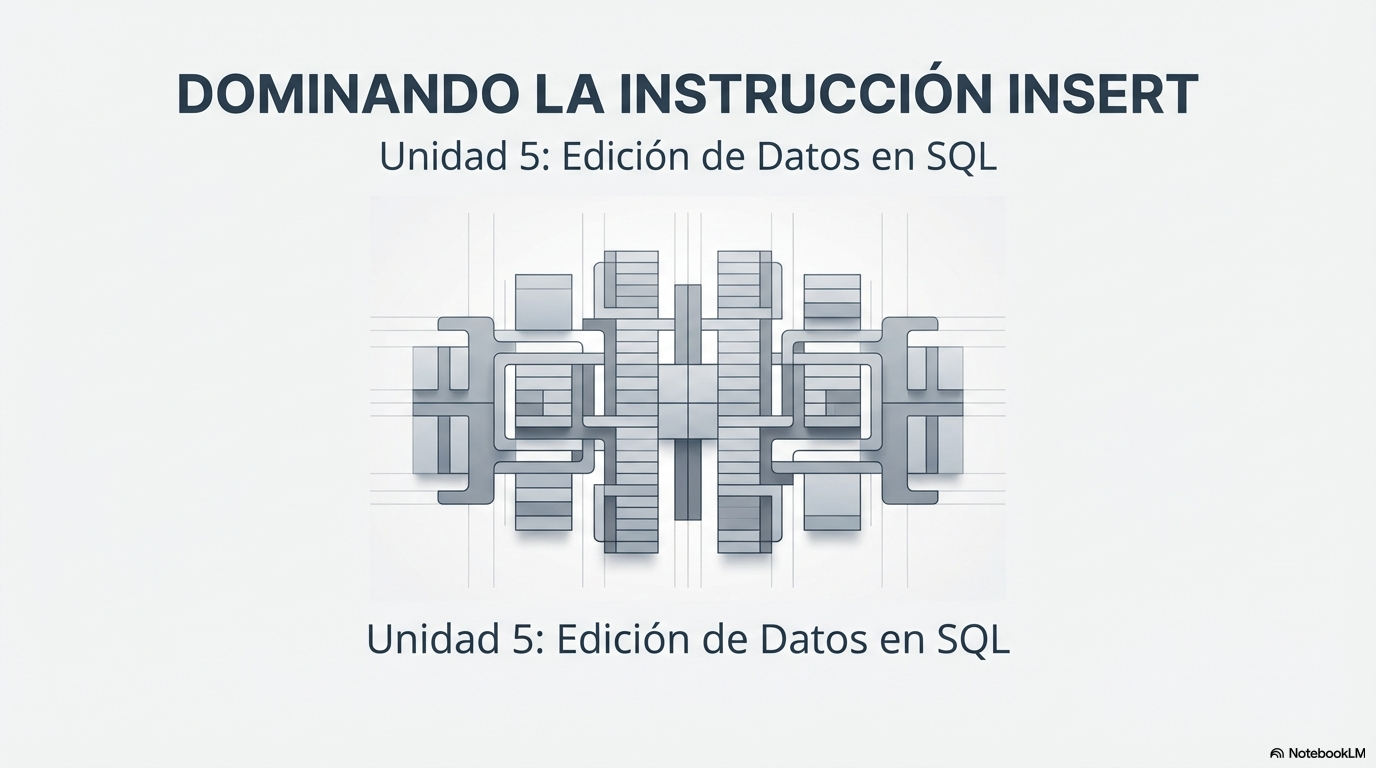 DOMINANDO LA INSTRUCCIÓN INSERT
Unidad 5: Edición de Datos en SQL
Unidad 5: Edición de Datos en SQL
NotebookLM